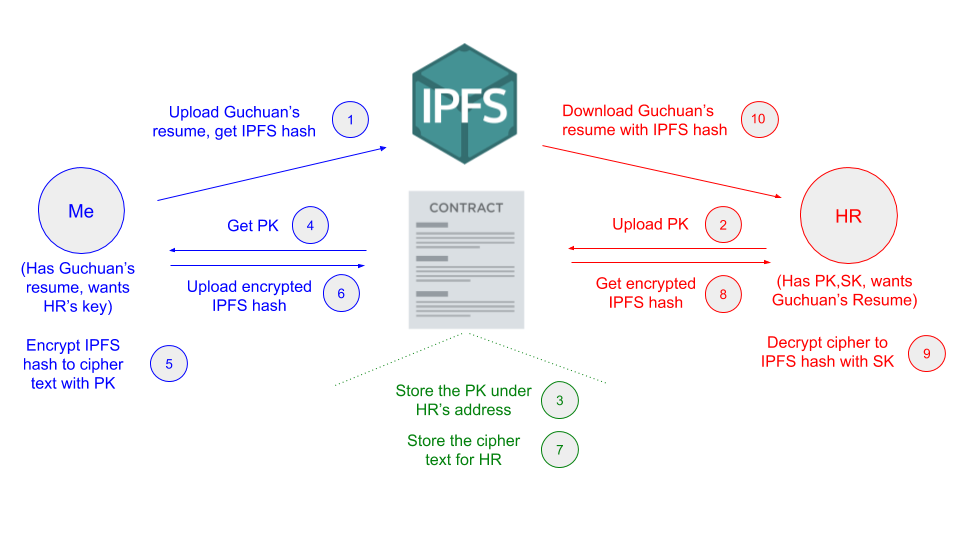 IPFS
Upload Guchuan's
resume, get IPFS hash
1
Download Guchuan's
resume with IPFS hash
10
Me
(Has Guchuan's
resume, wants
HR's key)
Get PK
4
Upload encrypted
IPFS hash
6
CONTRACT
Upload PK
2
Get encrypted
IPFS hash
8
HR
(Has PK,SK, wants
Guchuan's Resume)
Encrypt IPFS
hash to cipher
text with PK
5
Decrypt cipher to
IPFS hash with SK
9
Store the PK under
HR's address
3
Store the cipher
text for HR
7